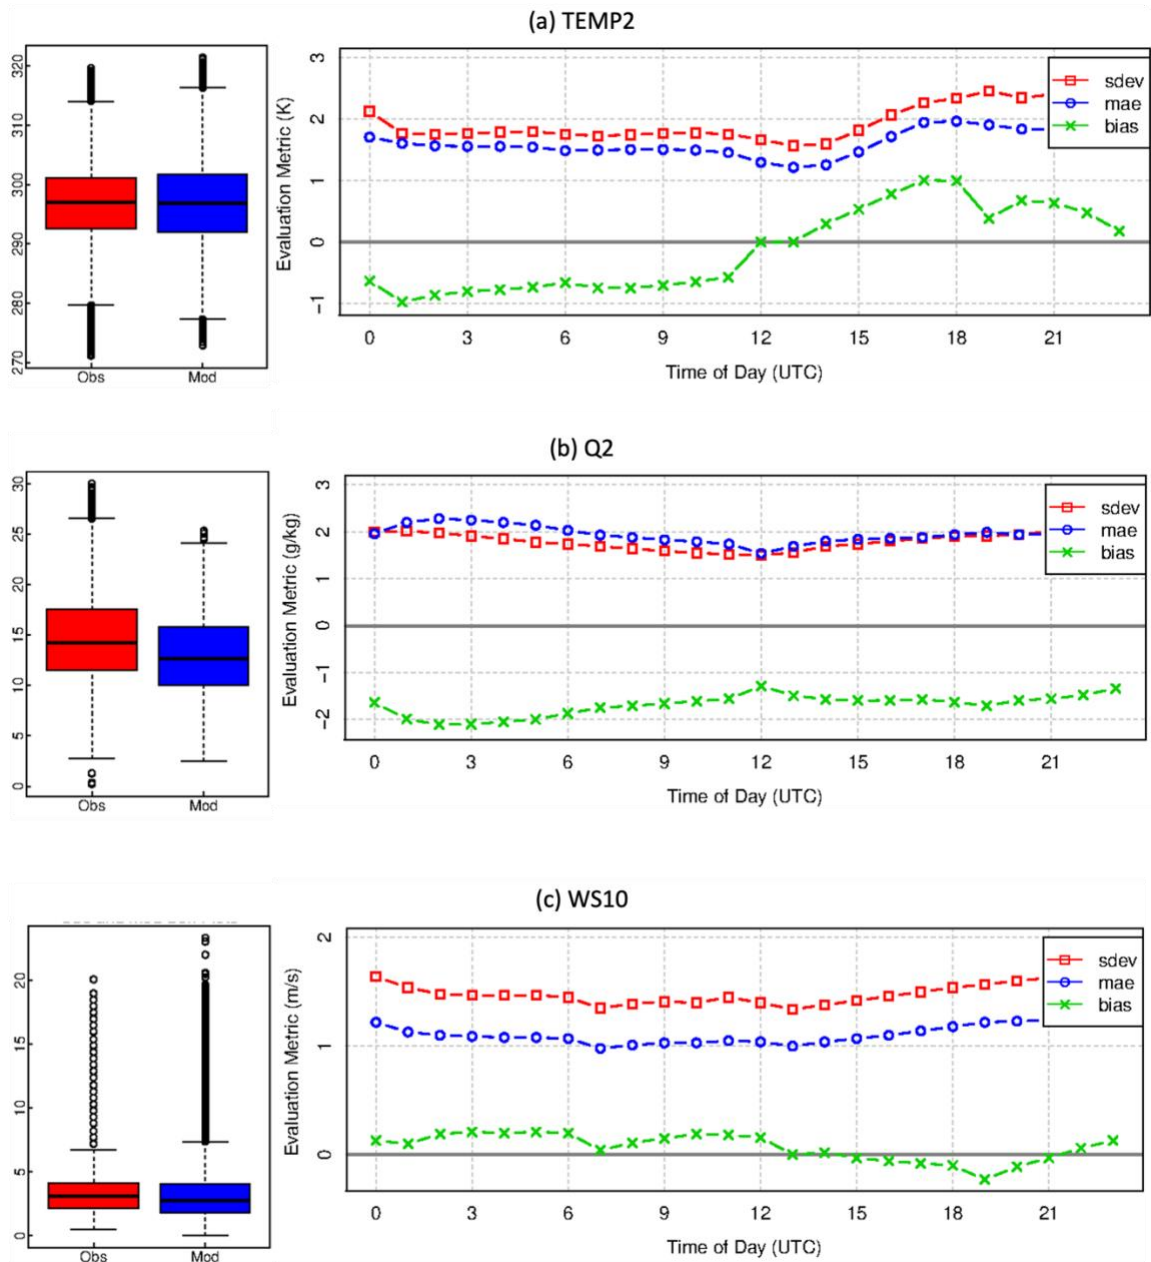 (a) TEMP2
320
310
300
290
280
270
Obs Mod
Evaluation Metric (K)
3
2
1
0
−1
sdev
mae
bias
0 3 6 9 12 15 18 21
Time of Day (UTC)
(b) Q2
30
25
20
15
10
5
0
Obs Mod
Evaluation Metric (g/kg)
3
2
1
0
−1
−2
sdev
mae
bias
0 3 6 9 12 15 18 21
Time of Day (UTC)
(c) WS10
20
15
10
5
0
Obs Mod
Evaluation Metric (m/s)
2
1
0
sdev
mae
bias
0 3 6 9 12 15 18 21
Time of Day (UTC)